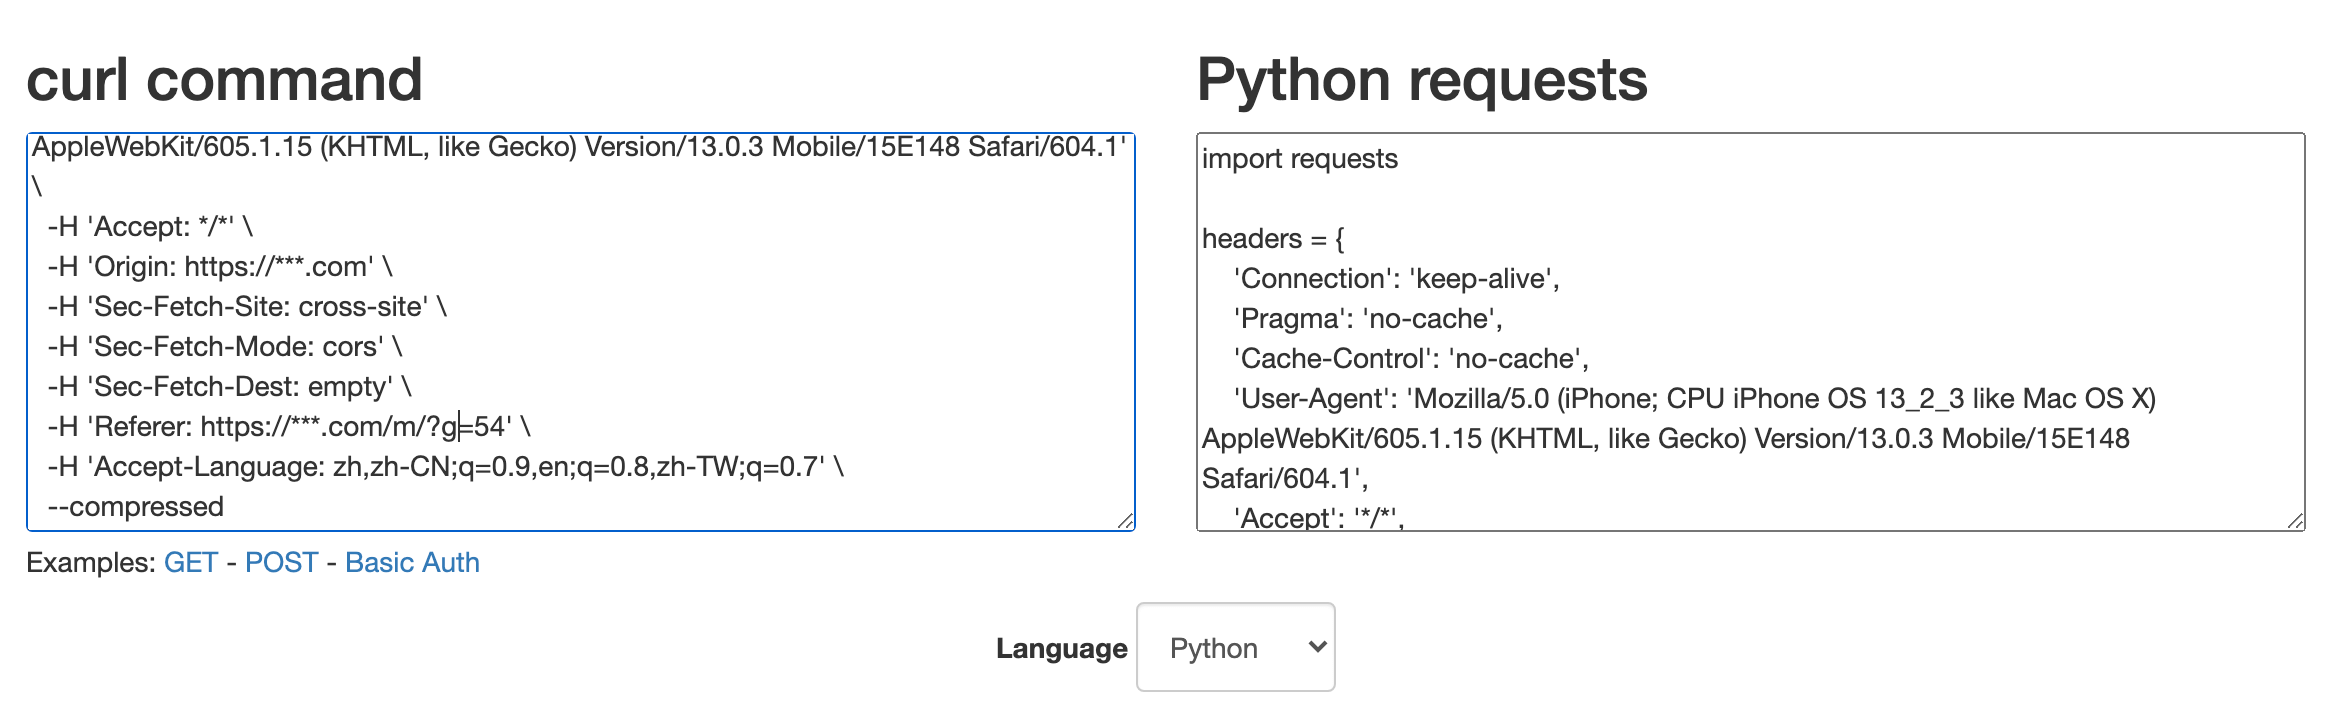 curl command
AppleWebKit/605.1.15 (KHTML, like Gecko) Version/13.0.3 Mobile/15E148 Safari/604.1'
\
-H 'Accept: */*' \
-H 'Origin: https://***.com' \
-H 'Sec-Fetch-Site: cross-site' \
-H 'Sec-Fetch-Mode: cors' \
-H 'Sec-Fetch-Dest: empty' \
-H 'Referer: https://***.com/m/?g=54' \
-H 'Accept-Language: zh,zh-CN;q=0.9,en;q=0.8,zh-TW;q=0.7' \
--compressed
Examples: GET - POST - Basic Auth
Python requests
import requests
headers = {
'Connection': 'keep-alive',
'Pragma': 'no-cache',
'Cache-Control': 'no-cache',
'User-Agent': 'Mozilla/5.0 (iPhone; CPU iPhone OS 13_2_3 like Mac OS X)
AppleWebKit/605.1.15 (KHTML, like Gecko) Version/13.0.3 Mobile/15E148
Safari/604.1',
'Accept': '*/*',
Language Python